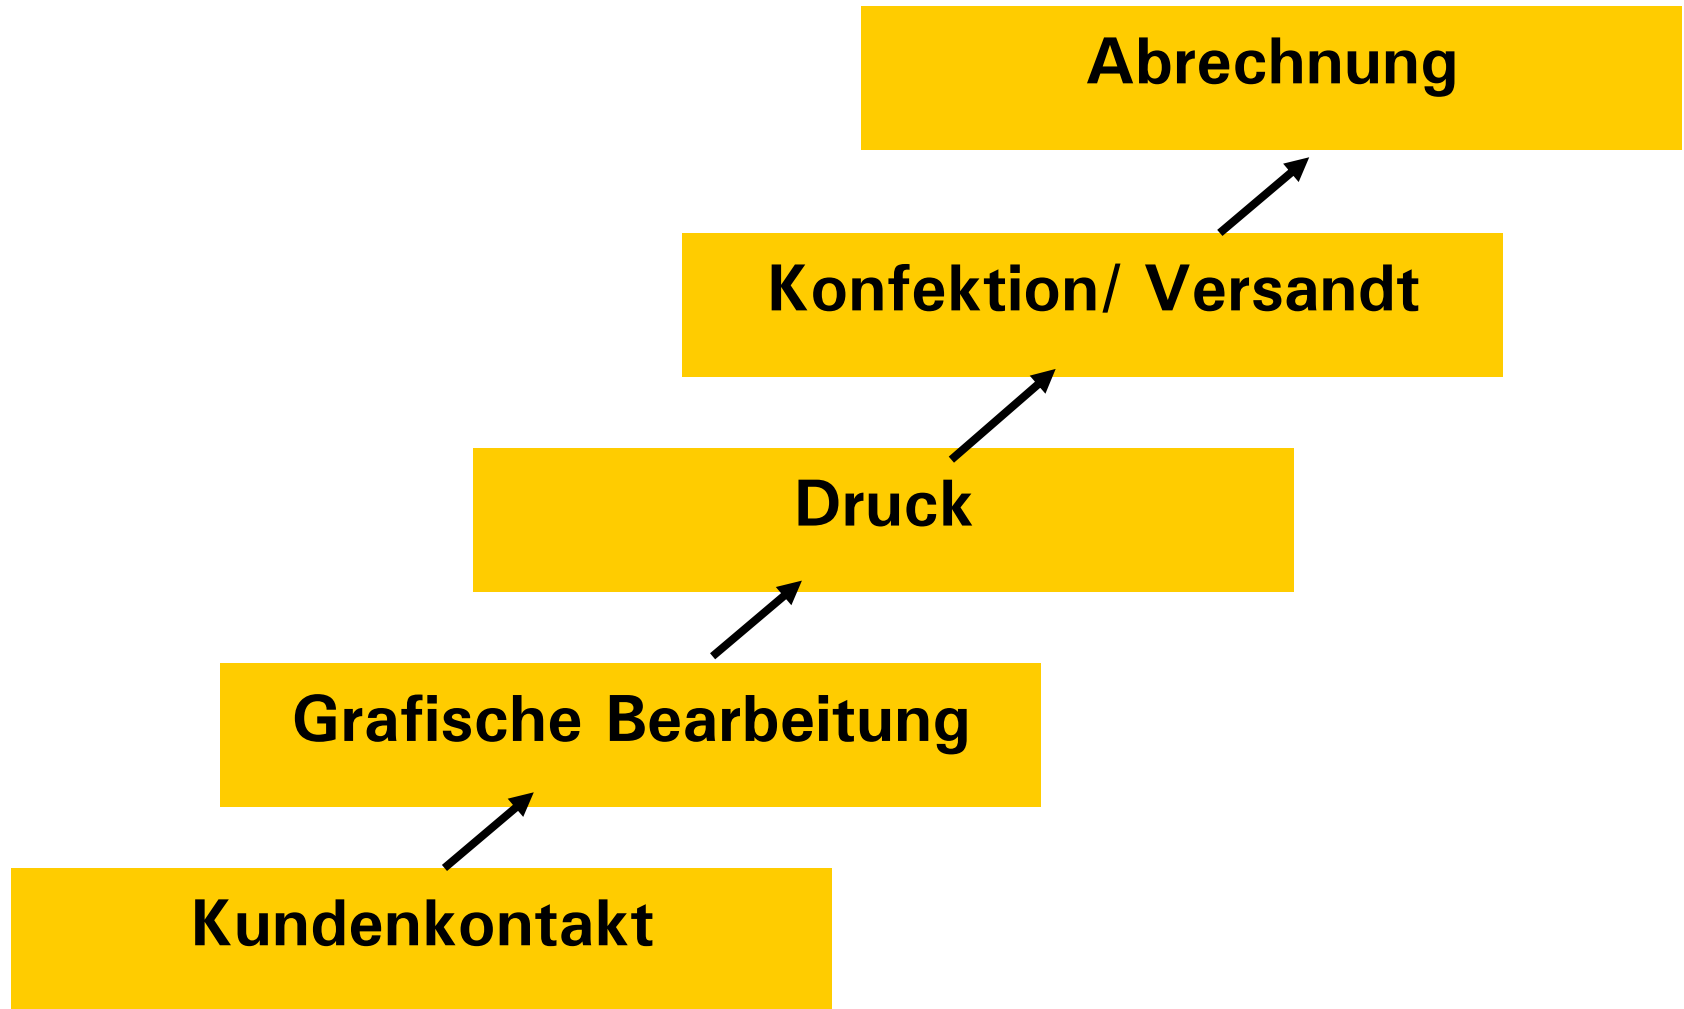 Abrechnung
Konfektion/ Versandt
Druck
Grafische Bearbeitung
Kundenkontakt